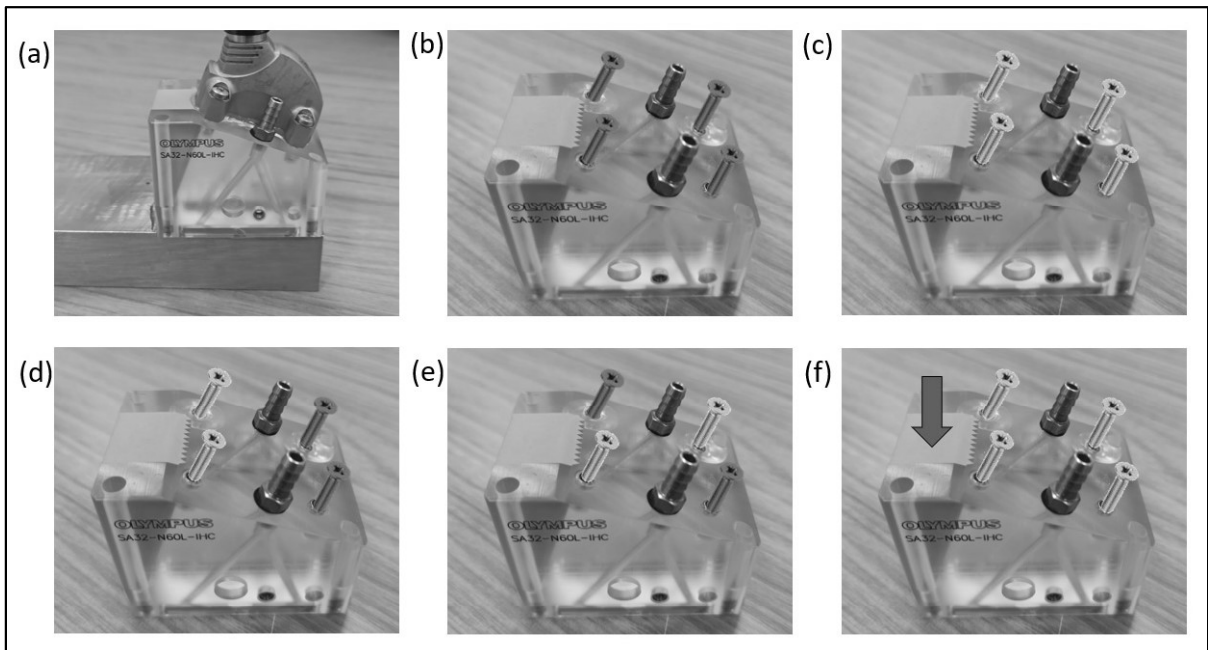 (a)
OLYMPUS
SA32-N60L-IHC
(b)
OLYMPUS
SA32-N60L-IHC
(c)
OLYMPUS
SA32-N60L-IHC
(d)
OLYMPUS
SA32-N60L-IHC
(e)
OLYMPUS
SA32-N60L-IHC
(f)
OLYMPUS
SA32-N60L-IHC